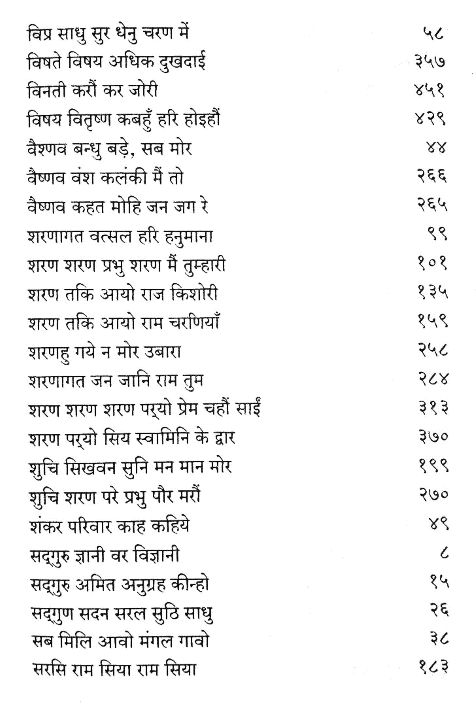 विप्र साधु सुर धेनु चरण में ५८
विषते विषय अधिक दुखदाई ३५७
विनती करौं कर जोरी ४५१
विषय वितृष्ण कबहुँ हरि होइहौं ४२९
वैश्नव बन्धु बड़े, सब मोर ४४
वैष्णव वंश कलंकी मैं तो २६६
वैष्णव कहत मोहि जन जग रे २६५
शरणागत वत्सल हरि हनुमाना ९९
शरण शरण प्रभु शरण मैं तुम्हारी १०१
शरण तकि आयो राज किशोरी १३५
शरण तकि आयो राम चरणियाँ १५९
शरणहु गये न मोर उबारा २५८
शरणागत जन जानि राम तुम २८४
शरण शरण शरण पर्‌यो प्रेम चहौं साईं ३१३
शरण पर्‌यो सिय स्वामिनि के द्वार ३७०
शुचि सिखवन सुनि मन मान मोर १९९
शुचि शरण परे प्रभु पौर मरौं २७०
शंकर परिवार काह कहिये ४९
सद्‌गुरु ज्ञानी वर विज्ञानी ८
सद्‌गुरु अमित अनुग्रह कीन्हो १५
सद्‌गुण सदन सरल सुठि साधु २६
सब मिलि आवो मंगल गावो ३८
सरसि राम सिया राम सिया १८३